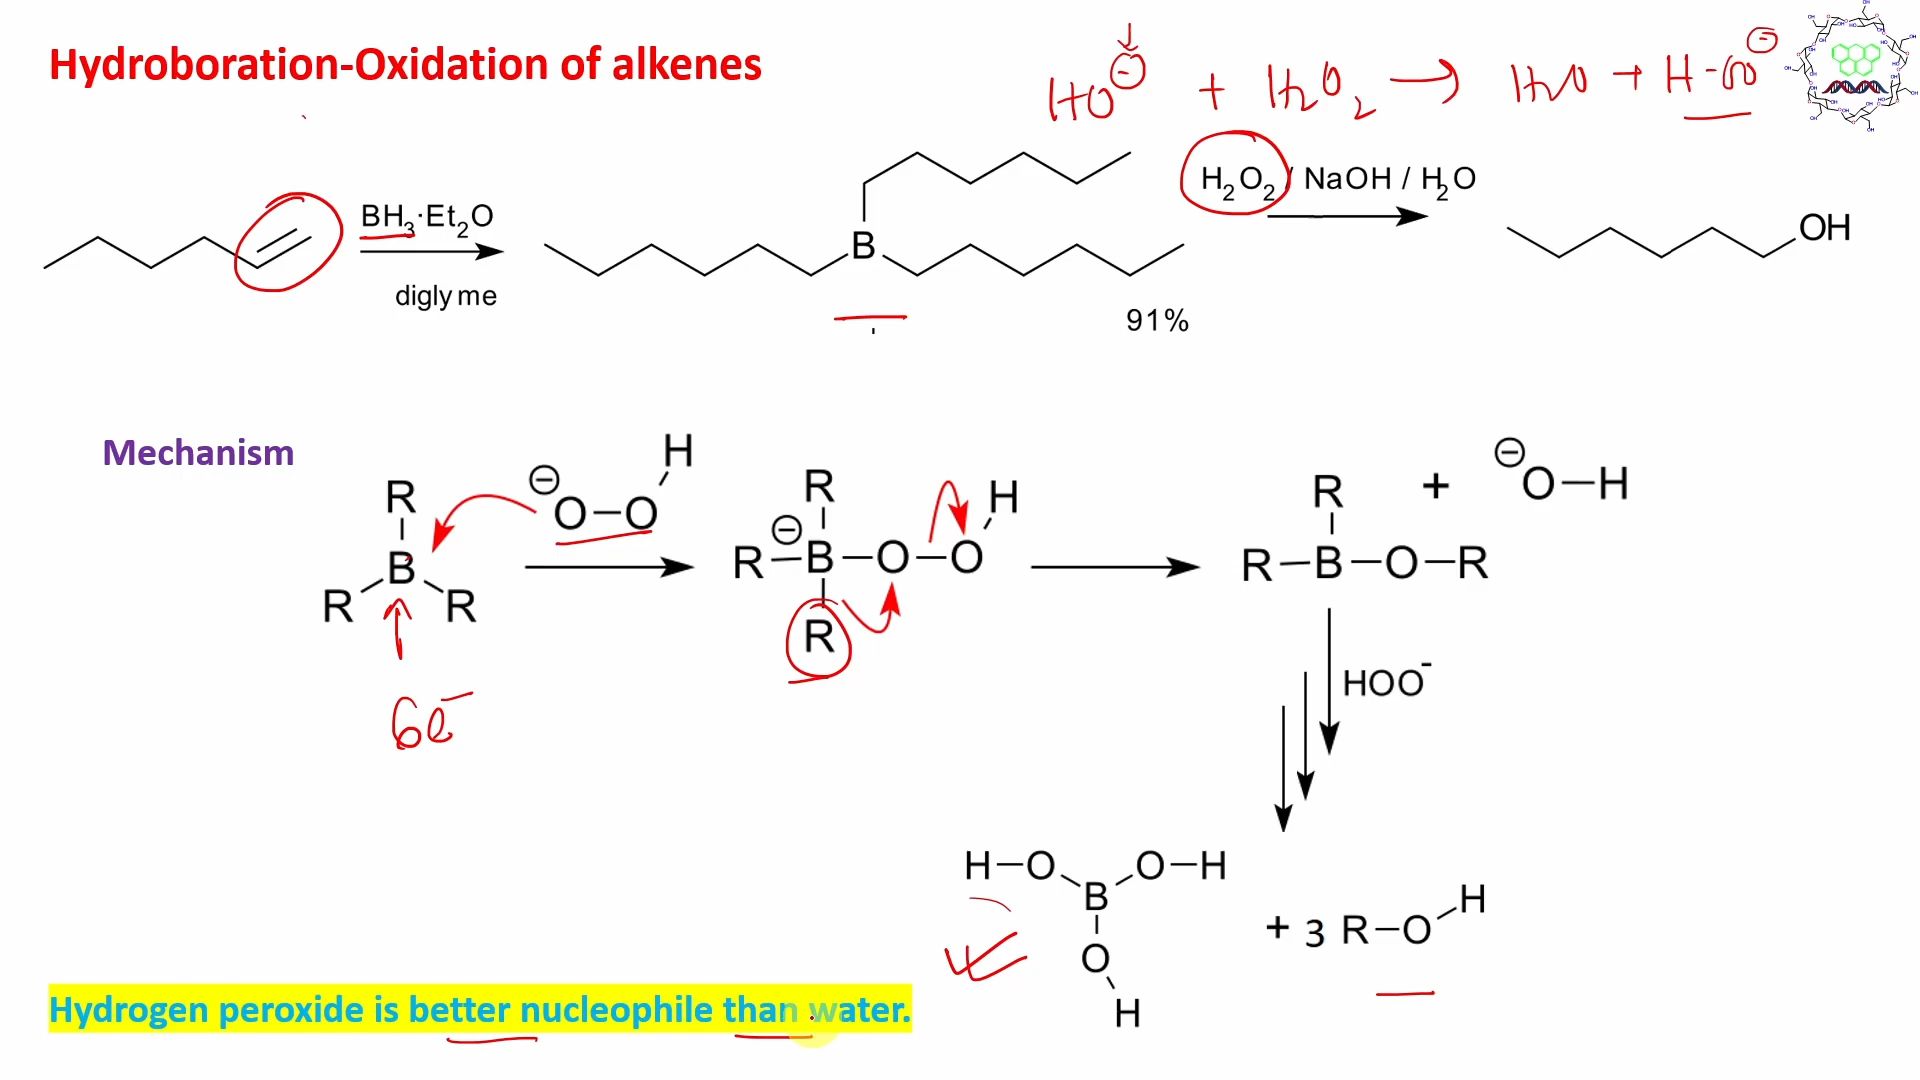 Hydroboration-Oxidation of alkenes
HO⊖ + H2O2 → H2O + H-OO⊖
BH3·Et2O
diglyme
B
91%
H2O2 / NaOH / H2O
OH
Mechanism
R
B
R R
6e⁻
⊖ O-O H
R
R-B⊖-O-O H
R
R
R-B-O-R
+ ⊖ O-H
HOO⁻
H-O O-H
B
O
H
+ 3 R-O H
Hydrogen peroxide is better nucleophile than water.